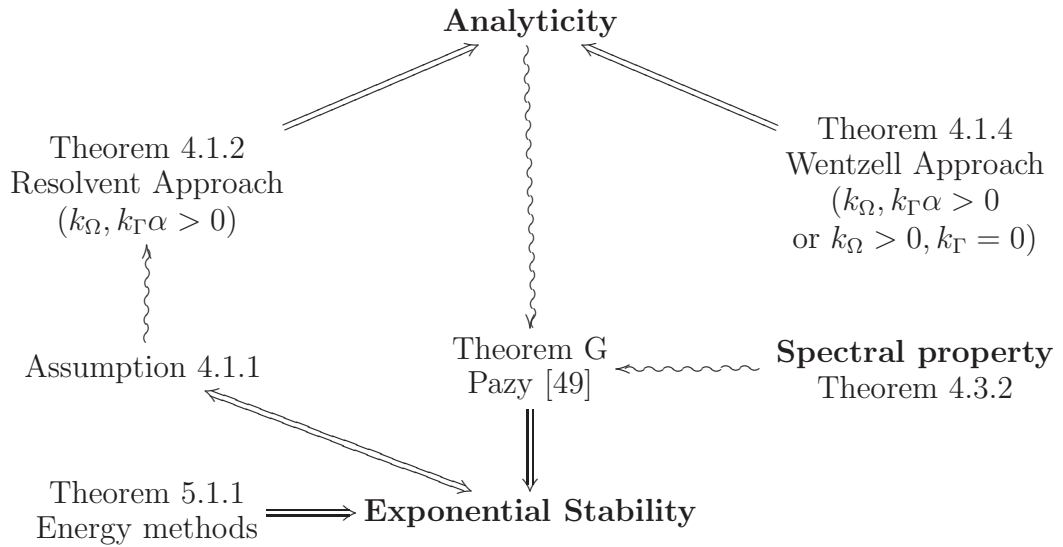 Analyticity
Theorem 4.1.2
Resolvent Approach
(k_Ω, k_Γα > 0)
Theorem 4.1.4
Wentzell Approach
(k_Ω, k_Γα > 0
or k_Ω > 0, k_Γ = 0)
Assumption 4.1.1
Theorem G
Pazy [49]
Spectral property
Theorem 4.3.2
Theorem 5.1.1
Energy methods
Exponential Stability